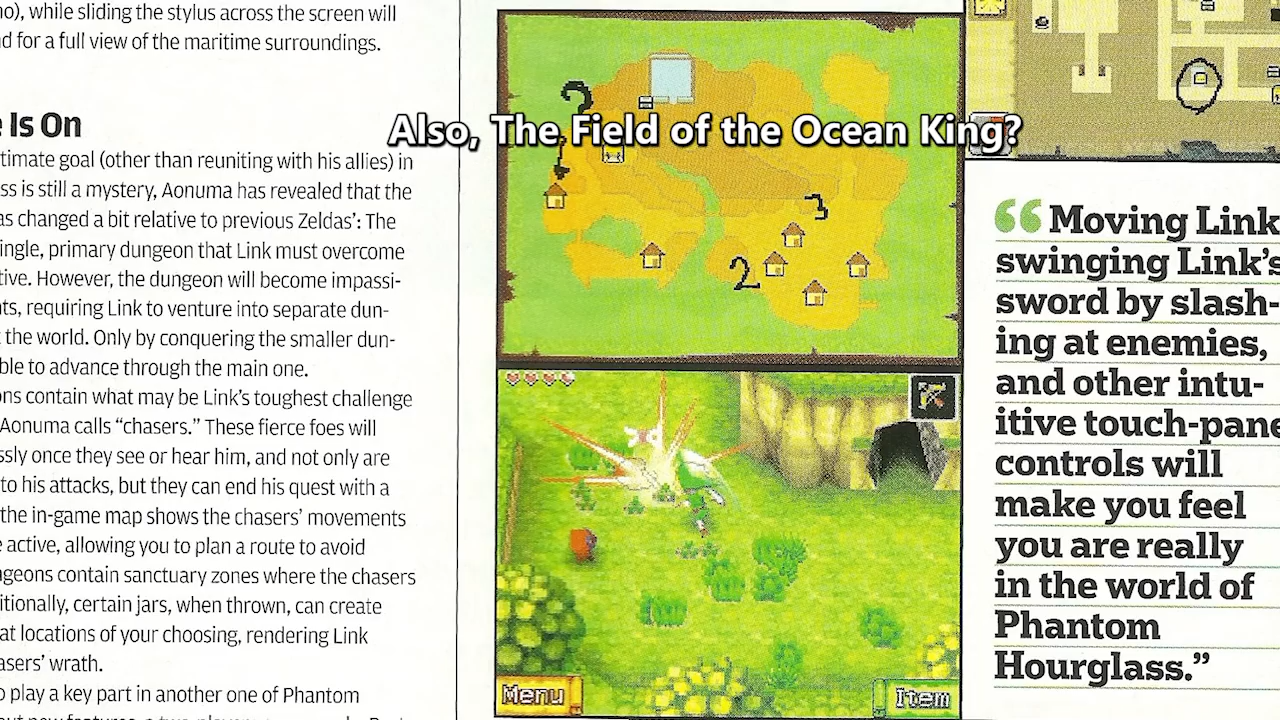 no), while sliding the stylus across the screen will
d for a full view of the maritime surroundings.
Is On
timate goal (other than reuniting with his allies) in
ss is still a mystery, Aonuma has revealed that the
as changed a bit relative to previous Zeldas’: The
ingle, primary dungeon that Link must overcome
tive. However, the dungeon will become impassi-
nts, requiring Link to venture into separate dun-
the world. Only by conquering the smaller dun-
ble to advance through the main one.
ons contain what may be Link’s toughest challenge
Aonuma calls “chasers.” These fierce foes will
ssly once they see or hear him, and not only are
to his attacks, but they can end his quest with a
the in-game map shows the chasers’ movements
e active, allowing you to plan a route to avoid
ngeons contain sanctuary zones where the chasers
itionally, certain jars, when thrown, can create
at locations of your choosing, rendering Link
asers’ wrath.
o play a key part in another one of Phantom
Also, The Field of the Ocean King?
?
1
2
3
Menu
Item
“Moving Link
swinging Link’s
sword by slash-
ing at enemies,
and other intu-
itive touch-pane
controls will
make you feel
you are really
in the world of
Phantom
Hourglass.”